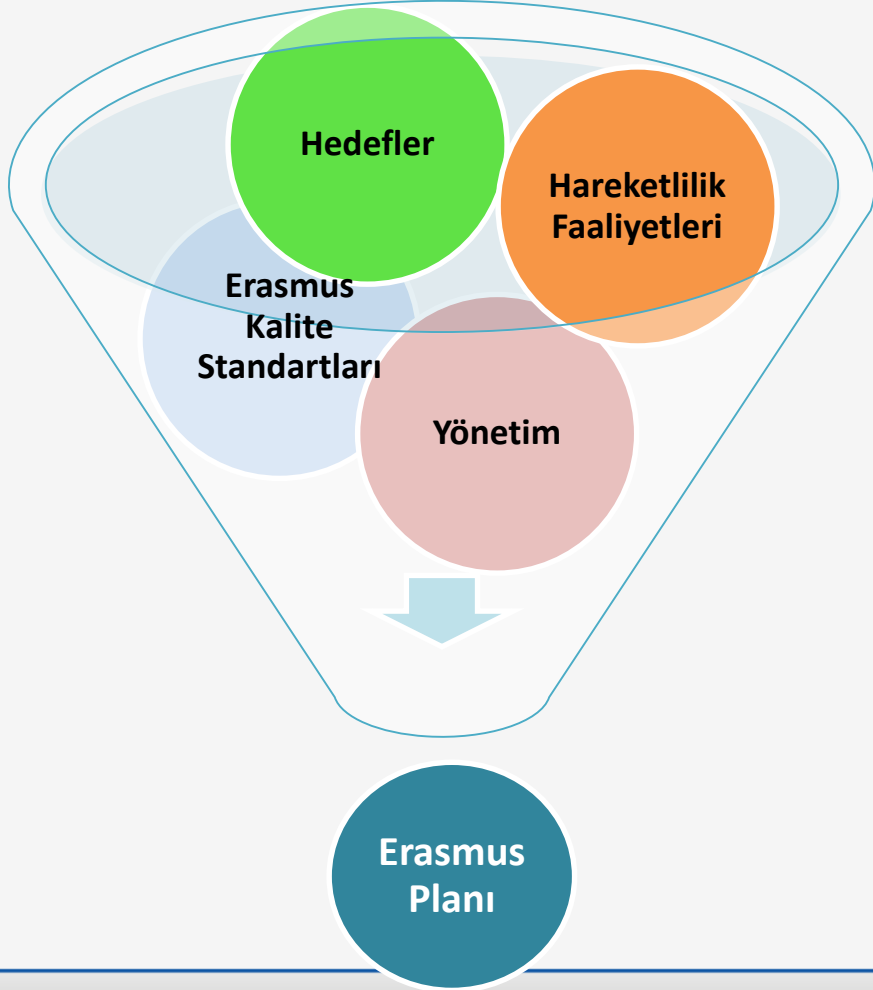 Hedefler
Hareketlilik
Faaliyetleri
Erasmus
Kalite
Standartları
Yönetim
Erasmus
Planı